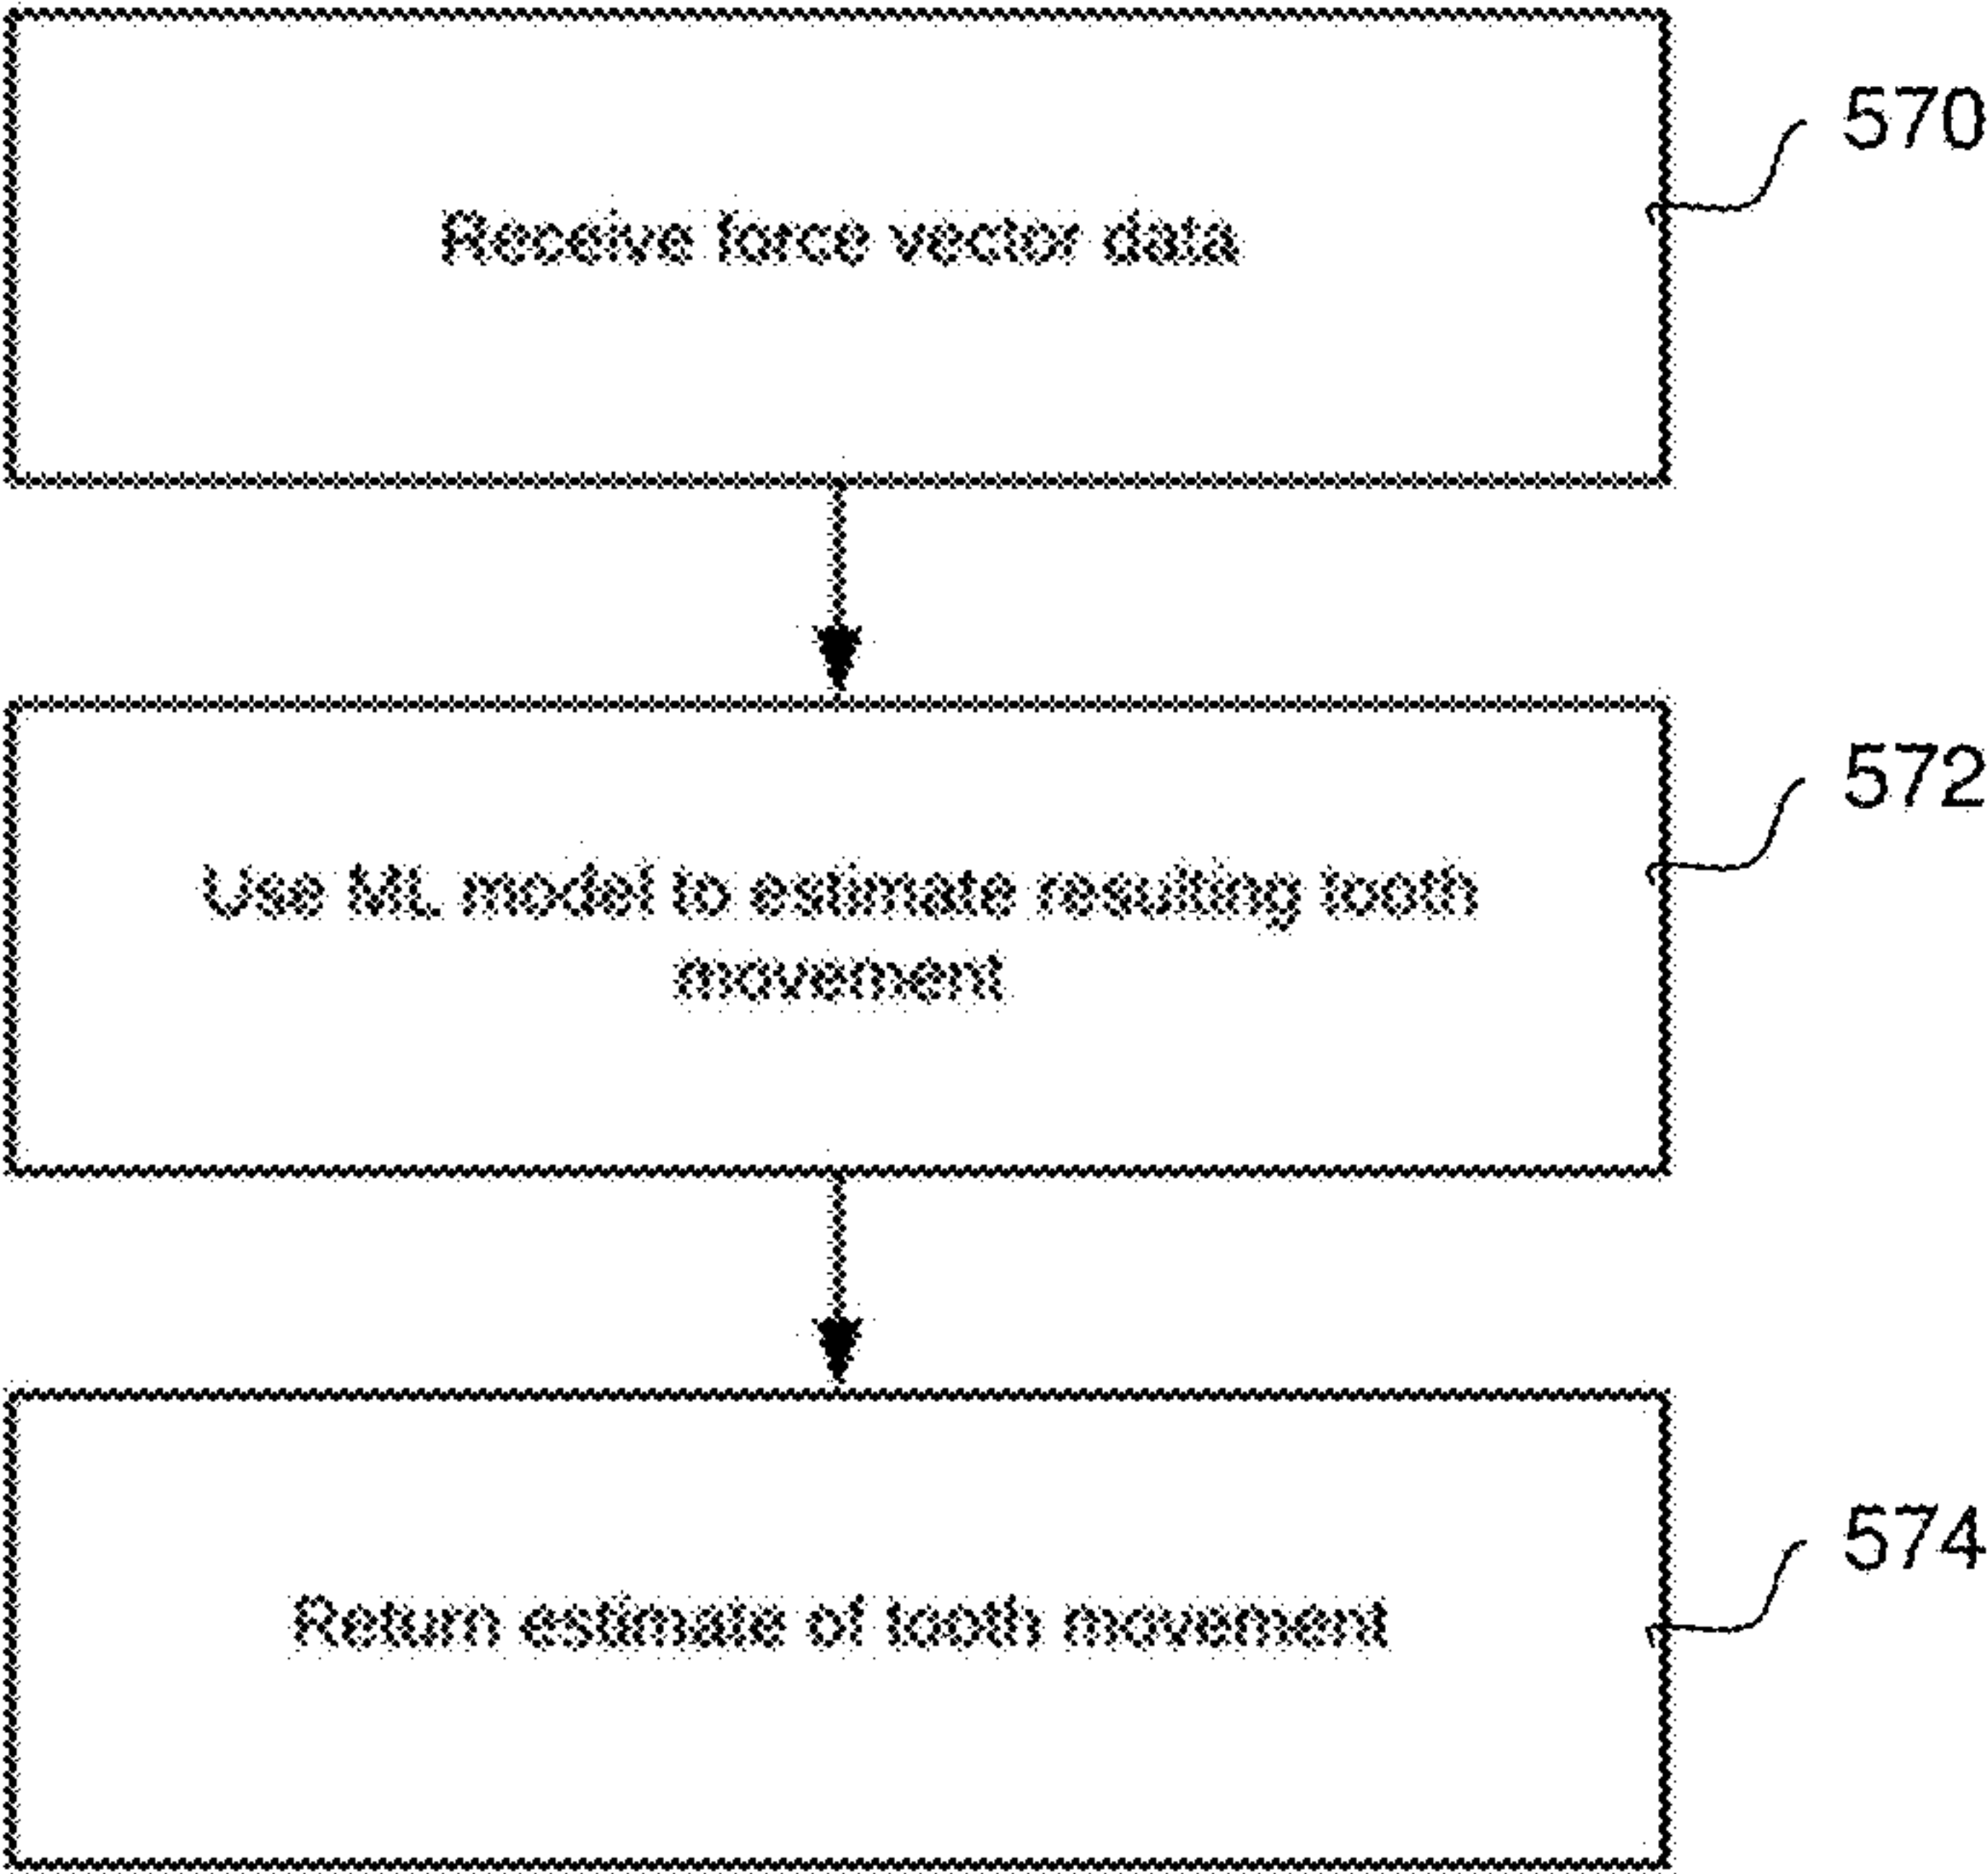 570
Receive force vector data
572
Use ML model to estimate resulting tooth
movement
574
Return estimate of tooth movement